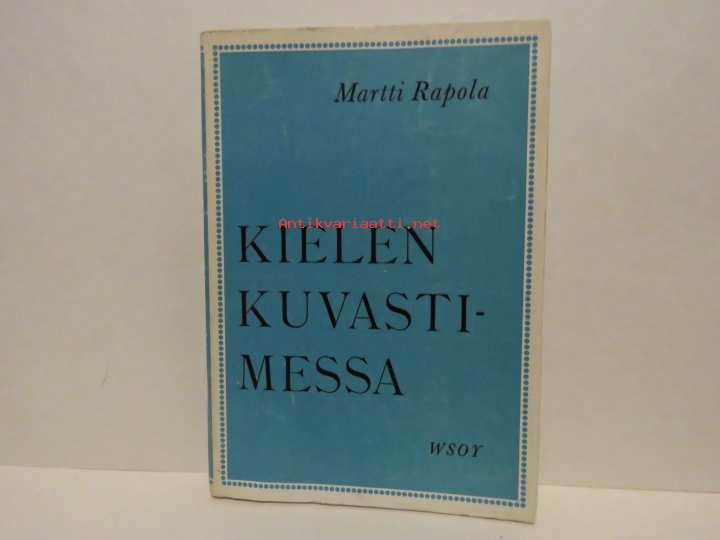 Martti Rapola
Antikvariaatti.net
KIELEN
KUVASTI-
MESSA
WSOY